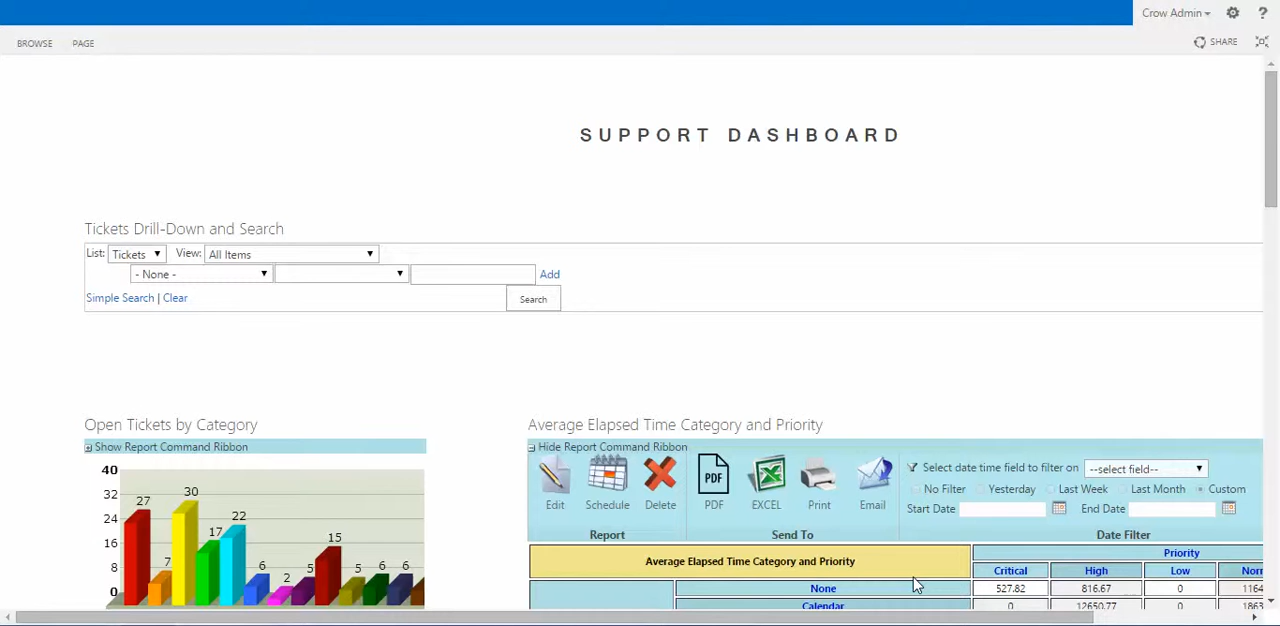 Crow Admin
?
BROWSE PAGE
SHARE
SUPPORT DASHBOARD
Tickets Drill-Down and Search
List: Tickets View: All Items
- None - Add
Simple Search | Clear Search
Open Tickets by Category
Show Report Command Ribbon
40
32
24
16
8
0
27
7
30
17
22
6
2
5
15
5
6
6
Average Elapsed Time Category and Priority
Hide Report Command Ribbon
PDF
Edit Schedule Delete PDF EXCEL Print Email
Report Send To Date Filter
Select date time field to filter on --select field--
No Filter Yesterday Last Week Last Month Custom
Start Date End Date
Average Elapsed Time Category and Priority Priority
Critical High Low
None 527.82 816.67 0 1164
Calendar 0 12650.77 0